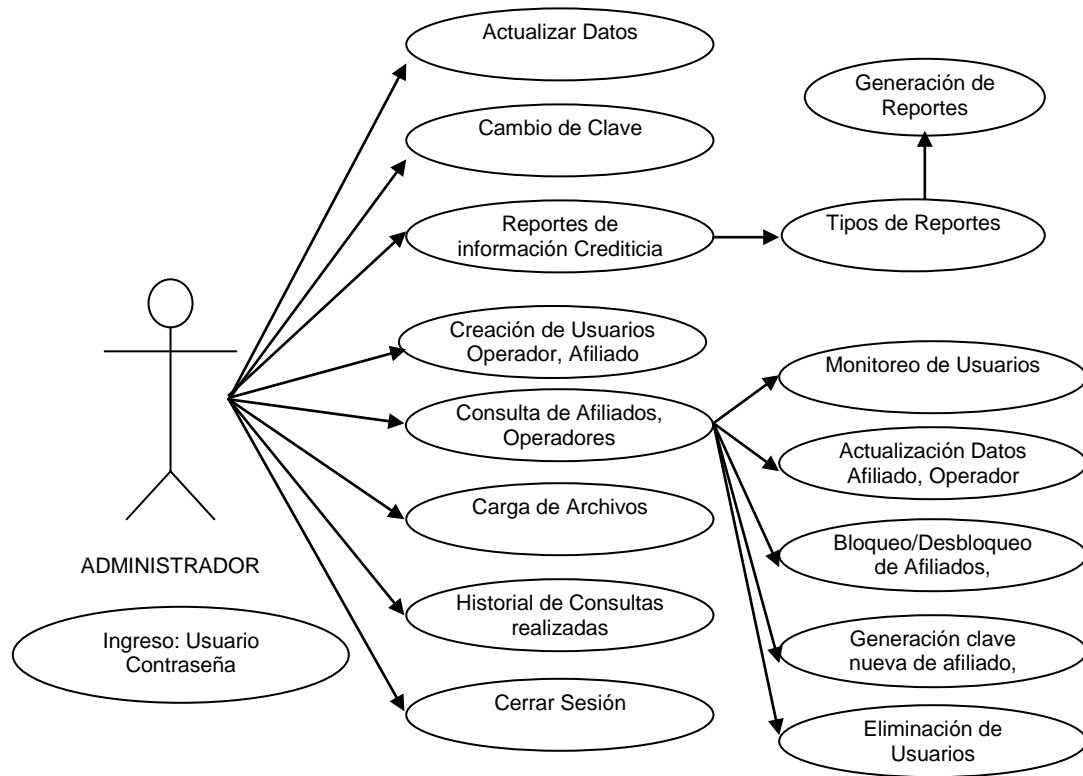 Actualizar Datos
Cambio de Clave
Reportes de
información Crediticia
Generación de
Reportes
Tipos de Reportes
Creación de Usuarios
Operador, Afiliado
Consulta de Afiliados,
Operadores
Carga de Archivos
Historial de Consultas
realizadas
Cerrar Sesión
Monitoreo de Usuarios
Actualización Datos
Afiliado, Operador
Bloqueo/Desbloqueo
de Afiliados,
Generación clave
nueva de afiliado,
Eliminación de
Usuarios
ADMINISTRADOR
Ingreso: Usuario
Contraseña